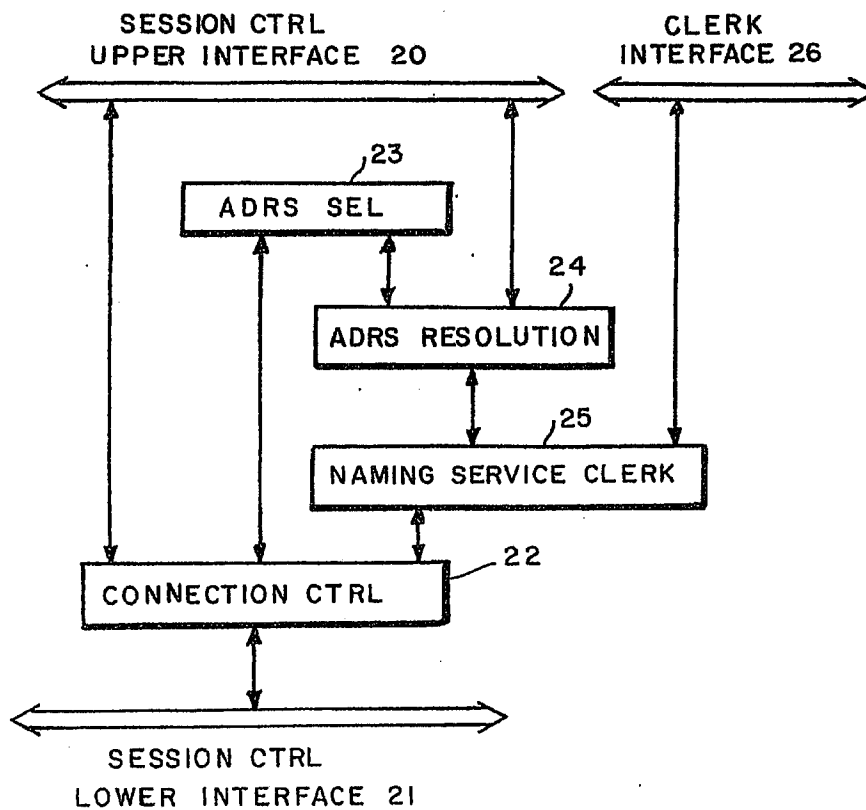 SESSION CTRL
UPPER INTERFACE 20
CLERK
INTERFACE 26
23
ADRS SEL
24
ADRS RESOLUTION
25
NAMING SERVICE CLERK
22
CONNECTION CTRL
SESSION CTRL
LOWER INTERFACE 21